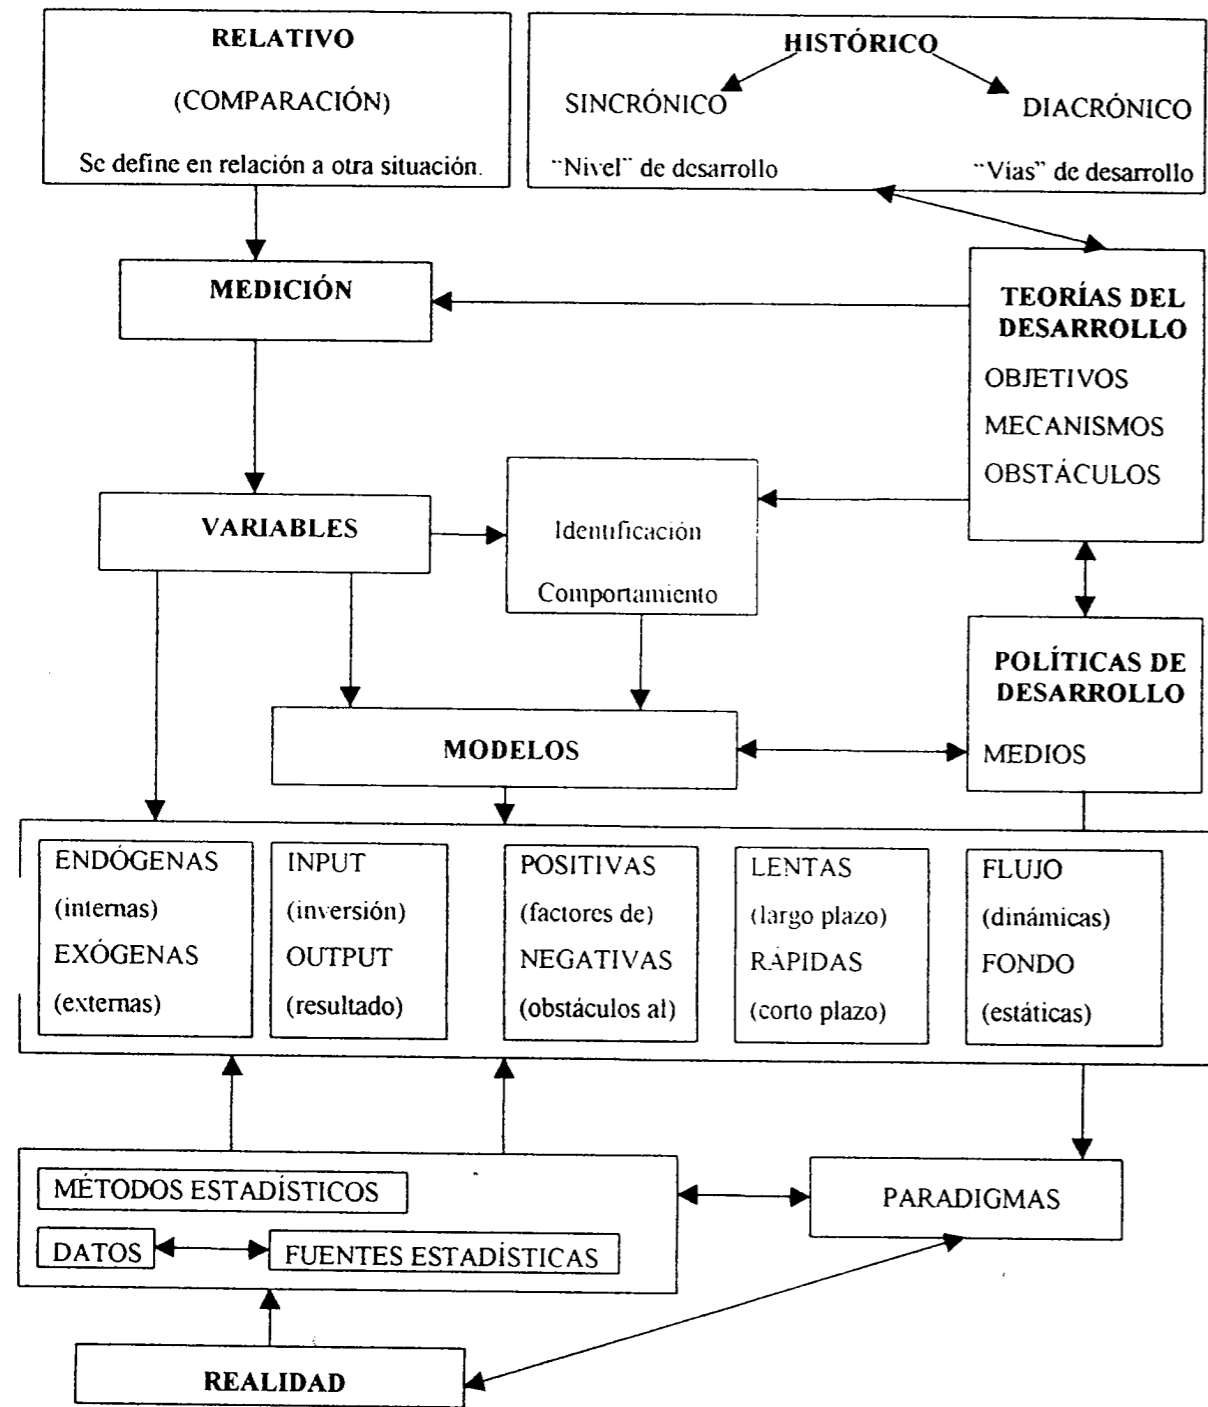 RELATIVO
(COMPARACIÓN)
Se define en relación a otra situación.
HISTÓRICO
SINCRÓNICO
DIACRÓNICO
"Nivel" de desarrollo
"Vías" de desarrollo
MEDICIÓN
TEORÍAS DEL
DESARROLLO
OBJETIVOS
MECANISMOS
OBSTÁCULOS
VARIABLES
Identificación
Comportamiento
POLÍTICAS DE
DESARROLLO
MEDIOS
MODELOS
ENDÓGENAS
(internas)
EXÓGENAS
(externas)
INPUT
(inversión)
OUTPUT
(resultado)
POSITIVAS
(factores de)
NEGATIVAS
(obstáculos al)
LENTAS
(largo plazo)
RÁPIDAS
(corto plazo)
FLUJO
(dinámicas)
FONDO
(estáticas)
MÉTODOS ESTADÍSTICOS
DATOS
FUENTES ESTADÍSTICAS
PARADIGMAS
REALIDAD